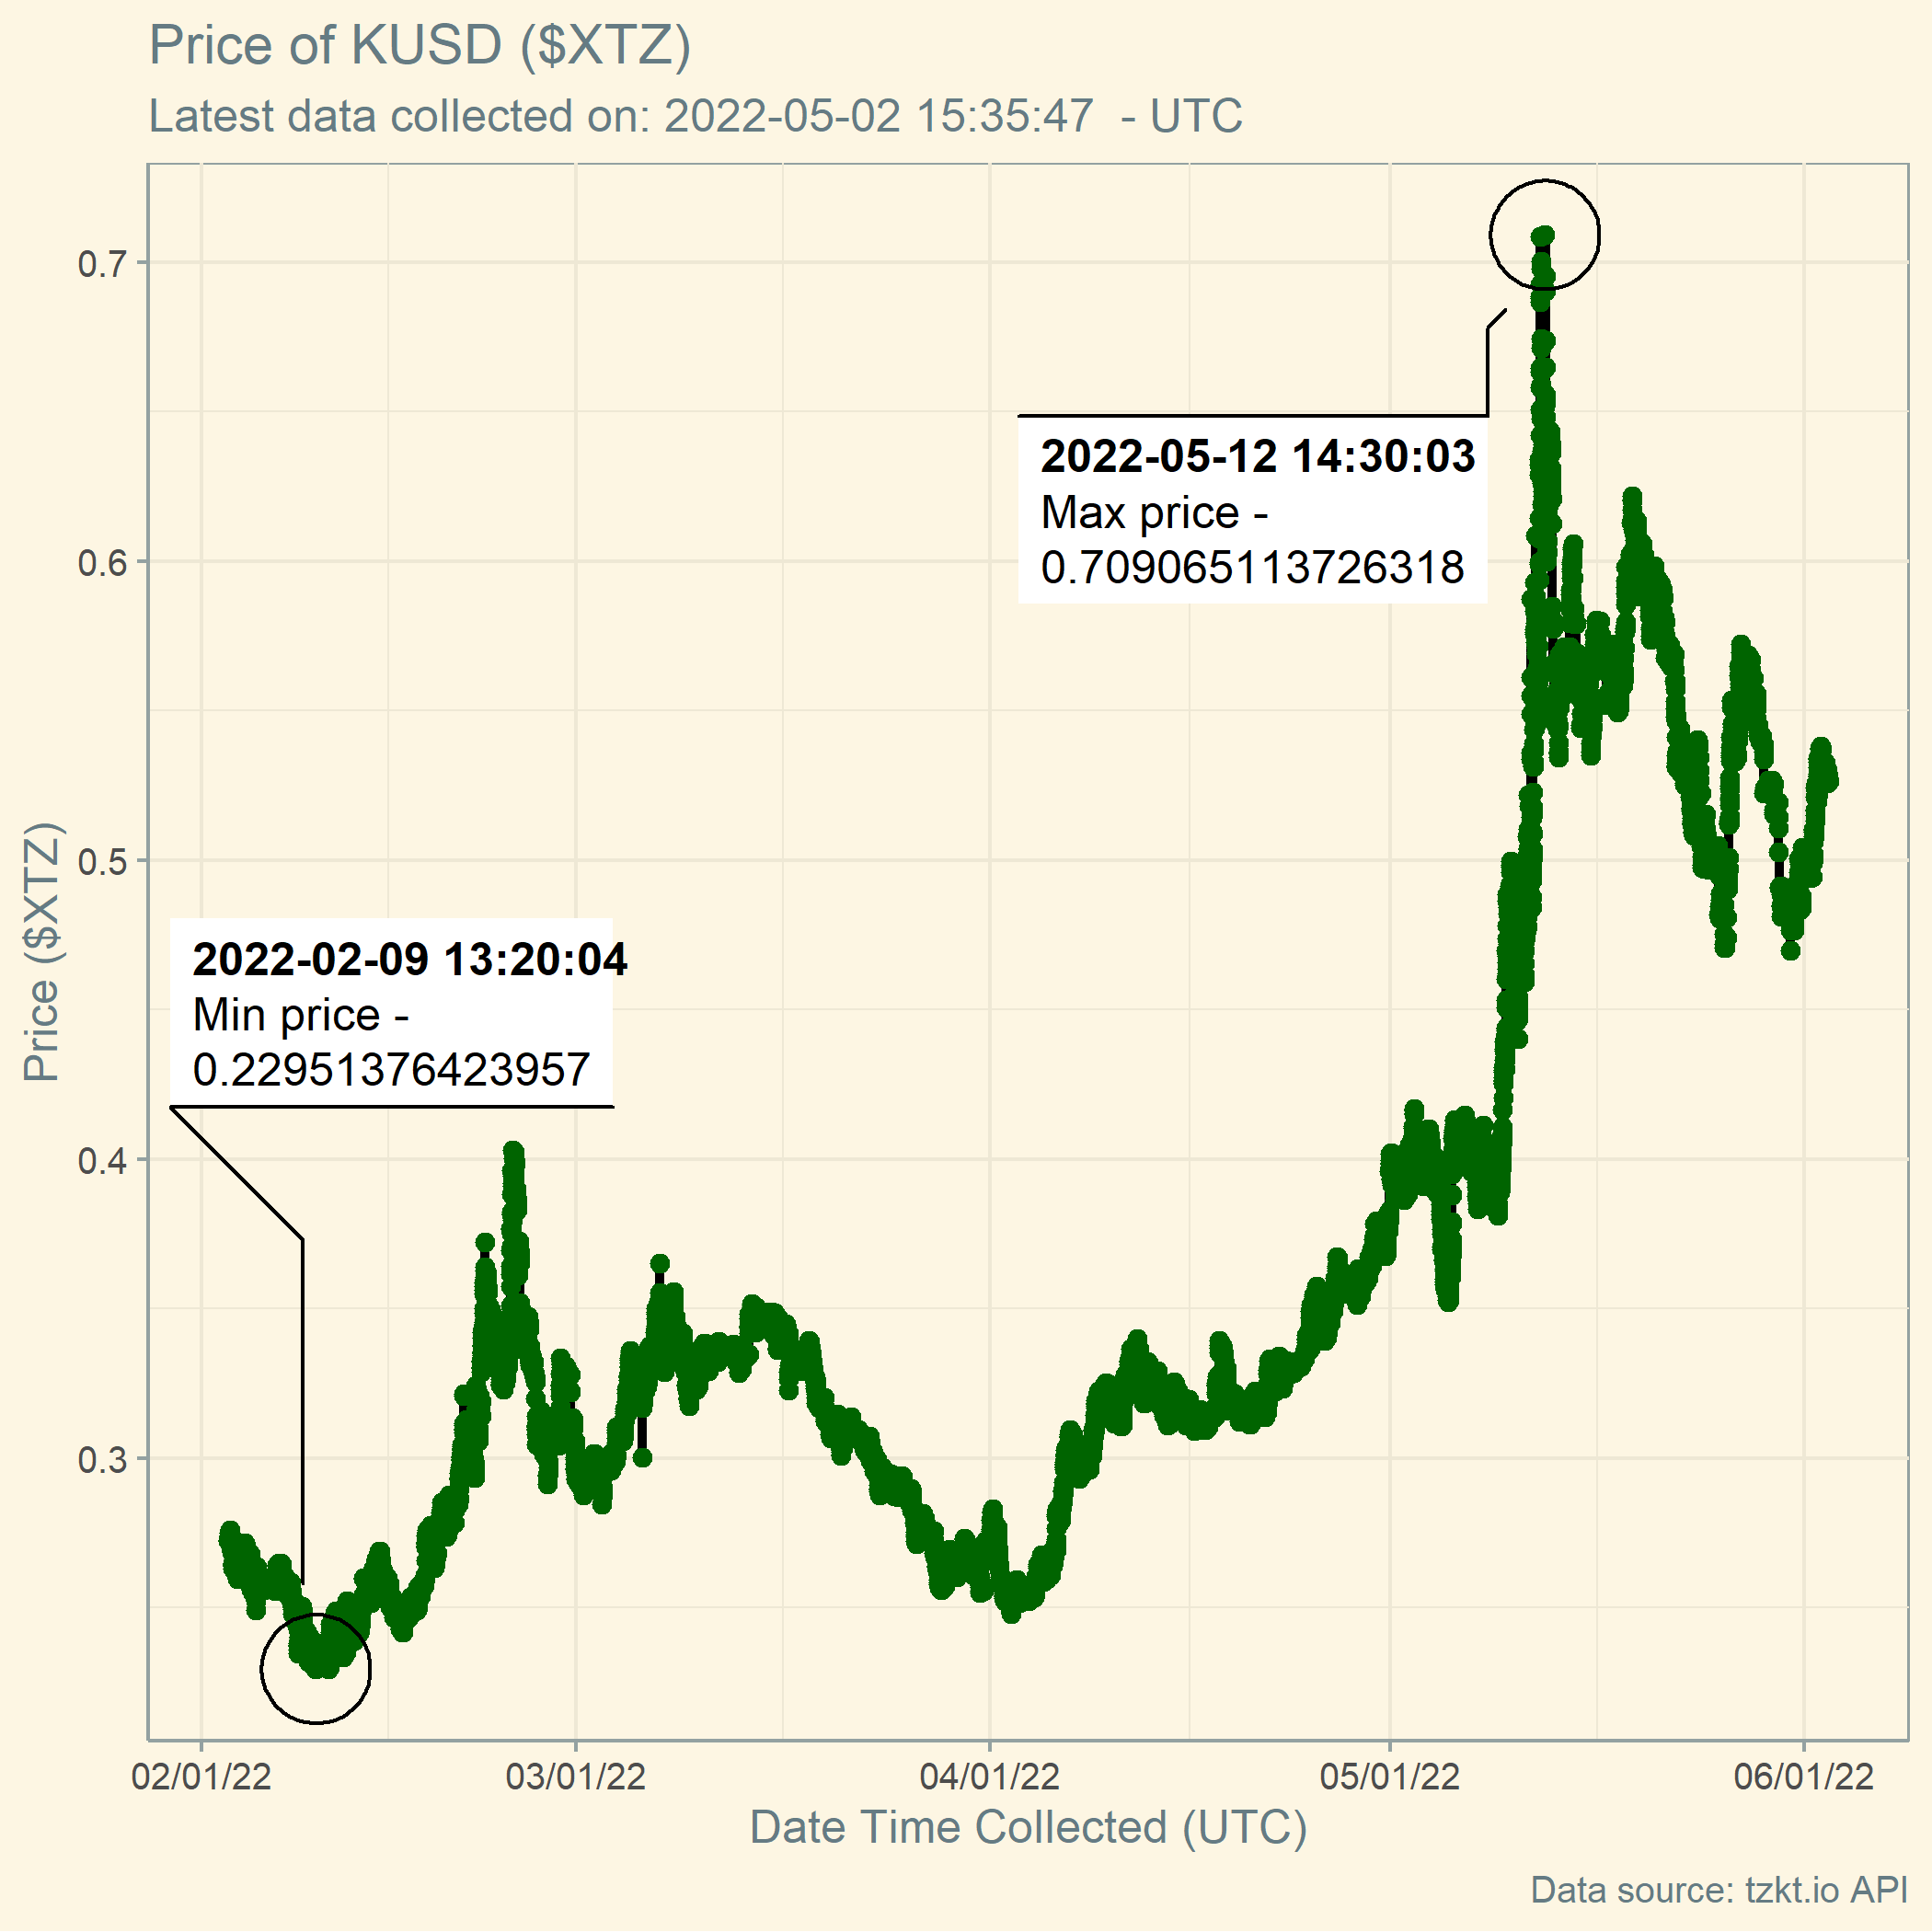 Price of KUSD ($XTZ)
Latest data collected on: 2022-05-02 15:35:47  - UTC
0.7
0.6
0.5
0.4
0.3
Price ($XTZ)
2022-05-12 14:30:03
Max price -
0.709065113726318
2022-02-09 13:20:04
Min price -
0.22951376423957
02/01/22
03/01/22
04/01/22
05/01/22
06/01/22
Date Time Collected (UTC)
Data source: tzkt.io API